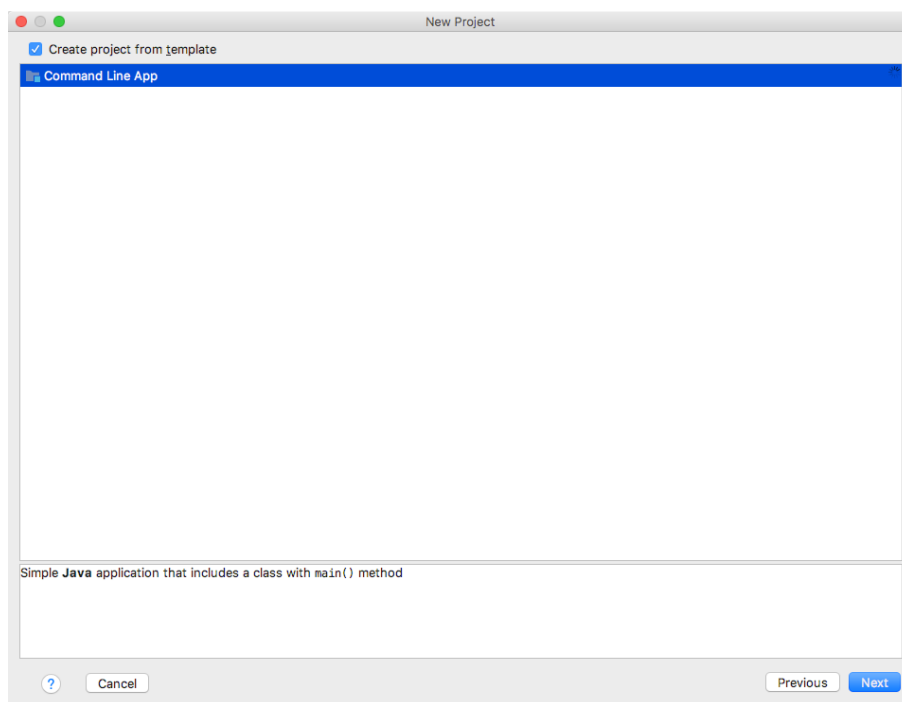 New Project
Create project from template
Command Line App
Simple Java application that includes a class with main() method
?
Cancel
Previous
Next